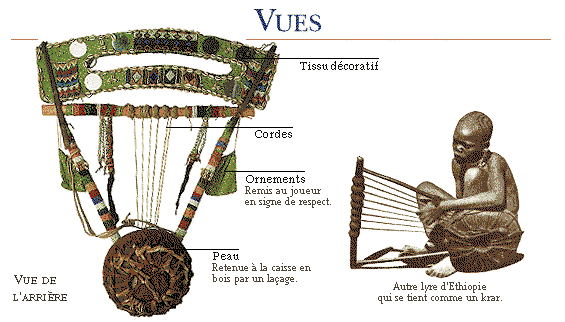 VUES
Tissu décoratif
Cordes
Ornements
Remis au joueur
en signe de respect.
Peau
Retenue à la caisse en
bois par un laçage.
VUE DE
L'ARRIÈRE
Autre lyre d'Ethiopie
qui se tient comme un krar.